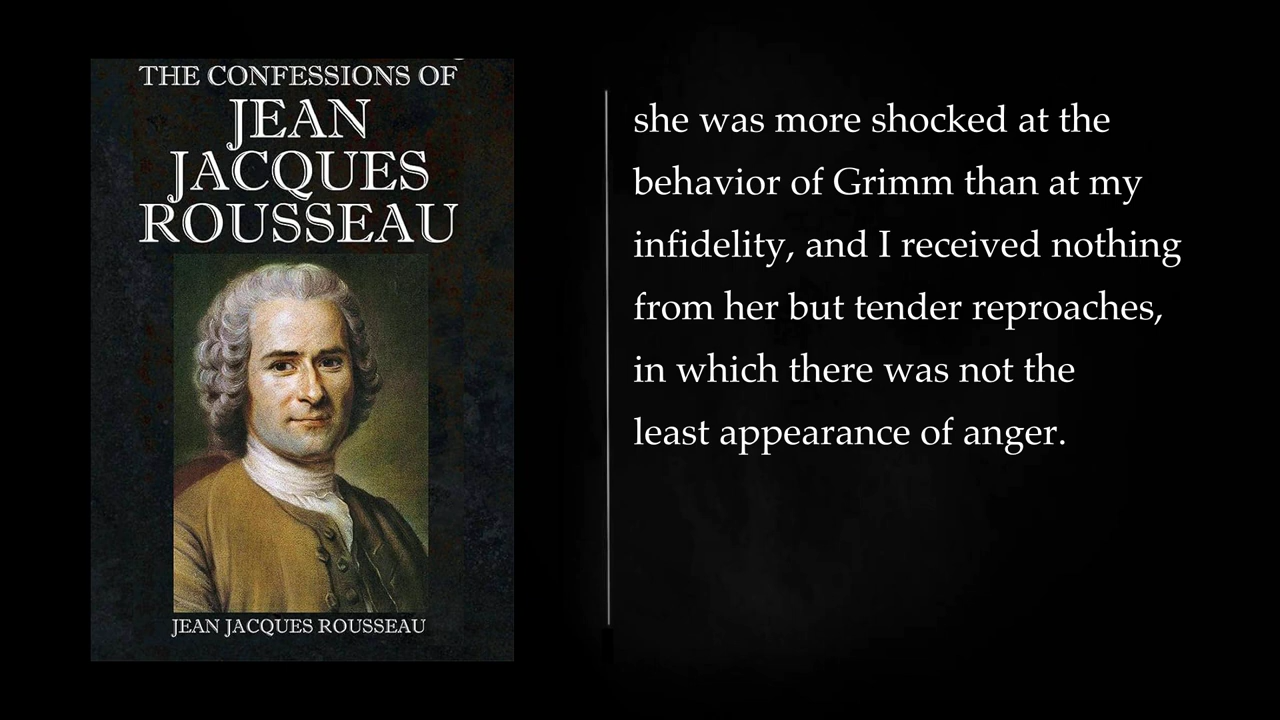 THE CONFESSIONS OF
JEAN
JACQUES
ROUSSEAU
JEAN JACQUES ROUSSEAU
she was more shocked at the
behavior of Grimm than at my
infidelity, and I received nothing
from her but tender reproaches,
in which there was not the
least appearance of anger.